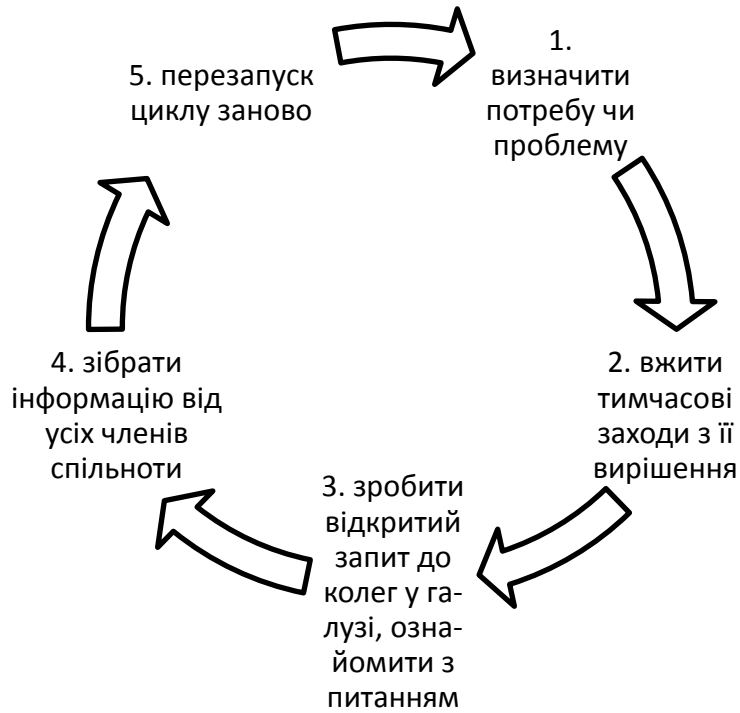 1.
визначити
потребу чи
проблему
2. вжити
тимчасові
заходи з її
вирішення
3. зробити
відкритий
запит до
колег у га-
лузі, озна-
йомити з
питанням
4. зібрати
інформацію від
усіх членів
спільноти
5. перезапуск
циклу заново